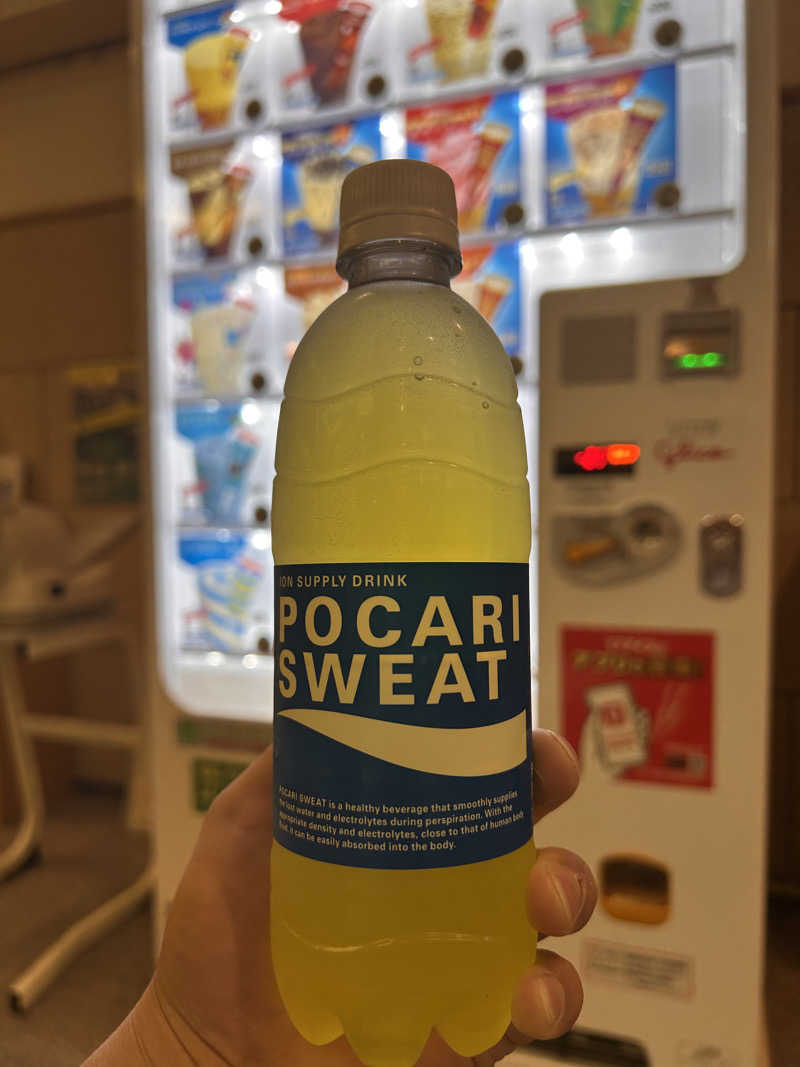 ION SUPPLY DRINK
POCARI
SWEAT
POCARI SWEAT is a healthy beverage that smoothly supplies
the lost water and electrolytes during perspiration. With the
appropriate density and electrolytes, close to that of human body
fluid, it can be easily absorbed into the body.
Glico